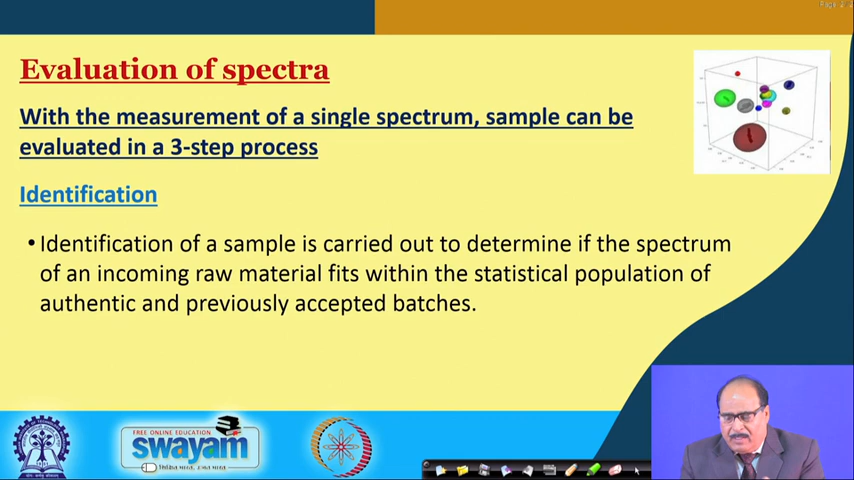 Evaluation of spectra
With the measurement of a single spectrum, sample can be
evaluated in a 3-step process
Identification
• Identification of a sample is carried out to determine if the spectrum
of an incoming raw material fits within the statistical population of
authentic and previously accepted batches.
FREE ONLINE EDUCATION
swayam